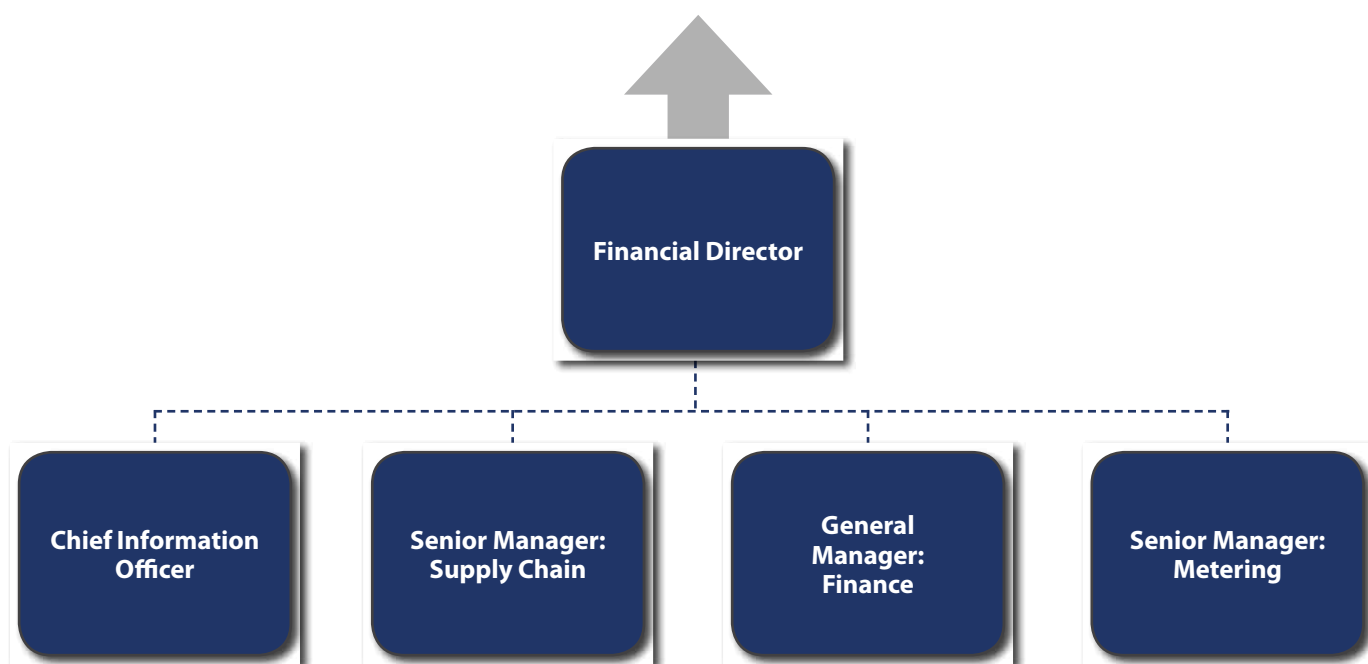 Financial Director
Chief Information
Officer
Senior Manager:
Supply Chain
General
Manager:
Finance
Senior Manager:
Metering